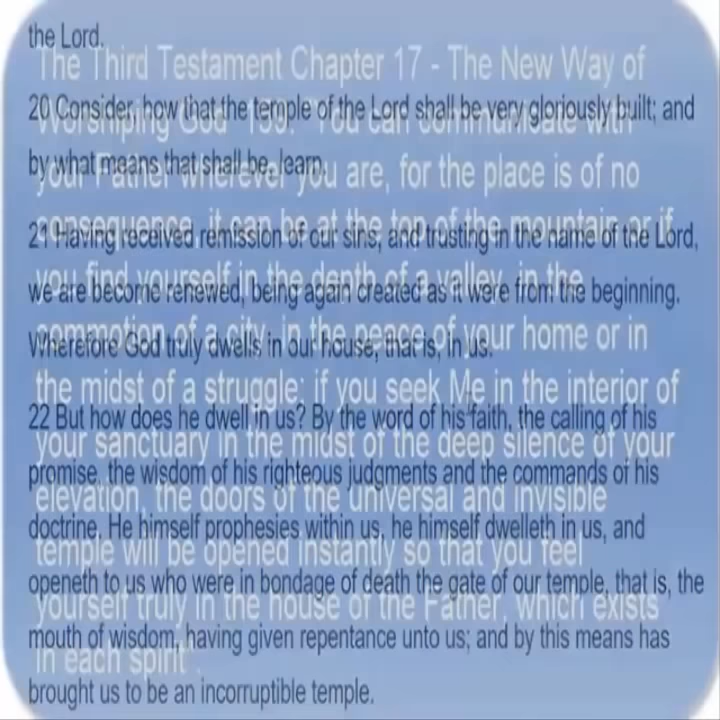 the Lord.
20 Consider, how that the temple of the Lord shall be very gloriously built; and
by what means that shall be, learn.
21 Having received remission of our sins, and trusting in the name of the Lord,
we are become renewed, being again created as it were from the beginning.
Wherefore God truly dwells in our house, that is, in us.
22 But how does he dwell in us? By the word of his faith, the calling of his
promise, the wisdom of his righteous judgments and the commands of his
doctrine, He himself prophesies within us, he himself dwelleth in us, and
openeth to us who were in bondage of death the gate of our temple, that is, the
mouth of wisdom, having given repentance unto us; and by this means has
brought us to be an incorruptible temple.
The Third Testament Chapter 17 - The New Way of
Worshiping God 199. "You can communicate with
your Father wherever you are, for the place is of no
consequence, it can be at the top of the mountain or if
you find yourself in the depth of a valley, in the
commotion of a city, in the peace of your home or in
the midst of a struggle; if you seek Me in the interior of
your sanctuary in the midst of the deep silence of your
elevation, the doors of the universal and invisible
temple will be opened instantly so that you feel
yourself truly in the house of the Father, which exists
in each spirit".